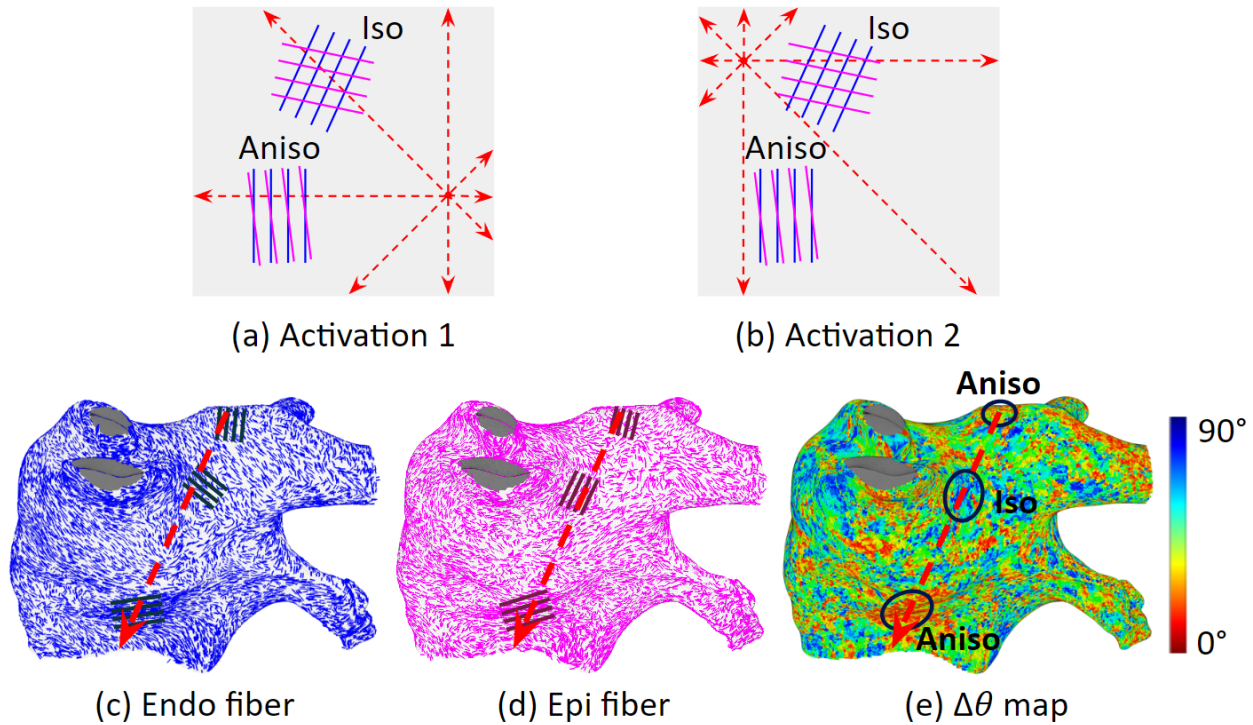 Iso
Aniso
(a) Activation 1
Iso
Aniso
(b) Activation 2
(c) Endo fiber
(d) Epi fiber
Aniso
Iso
Aniso
90°
0°
(e) Δθ map